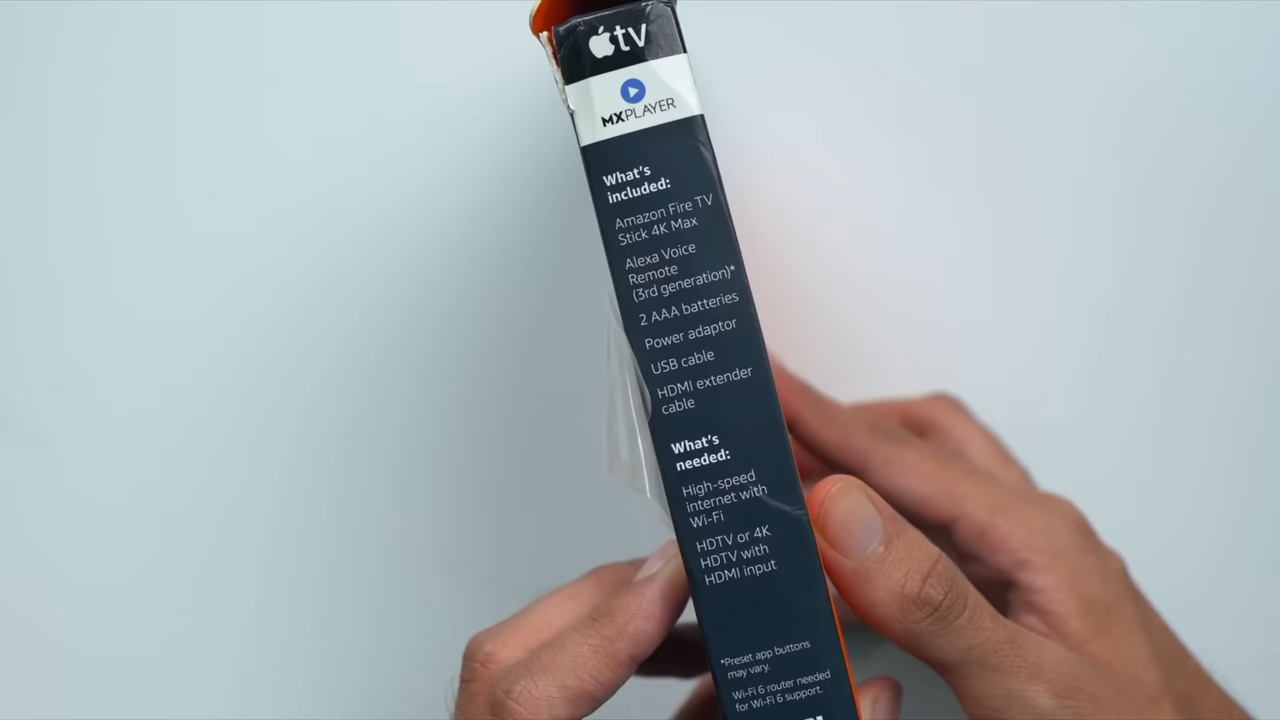 tv
MXPLAYER
What's
included:
Amazon Fire TV
Stick 4K Max
Alexa Voice
Remote
(3rd generation)*
2 AAA batteries
Power adaptor
USB cable
HDMI extender
cable
What's
needed:
High-speed
internet with
Wi-Fi
HDTV or 4K
HDTV with
HDMI input
*Preset app buttons
may vary.
Wi-Fi 6 router needed
for Wi-Fi 6 support.